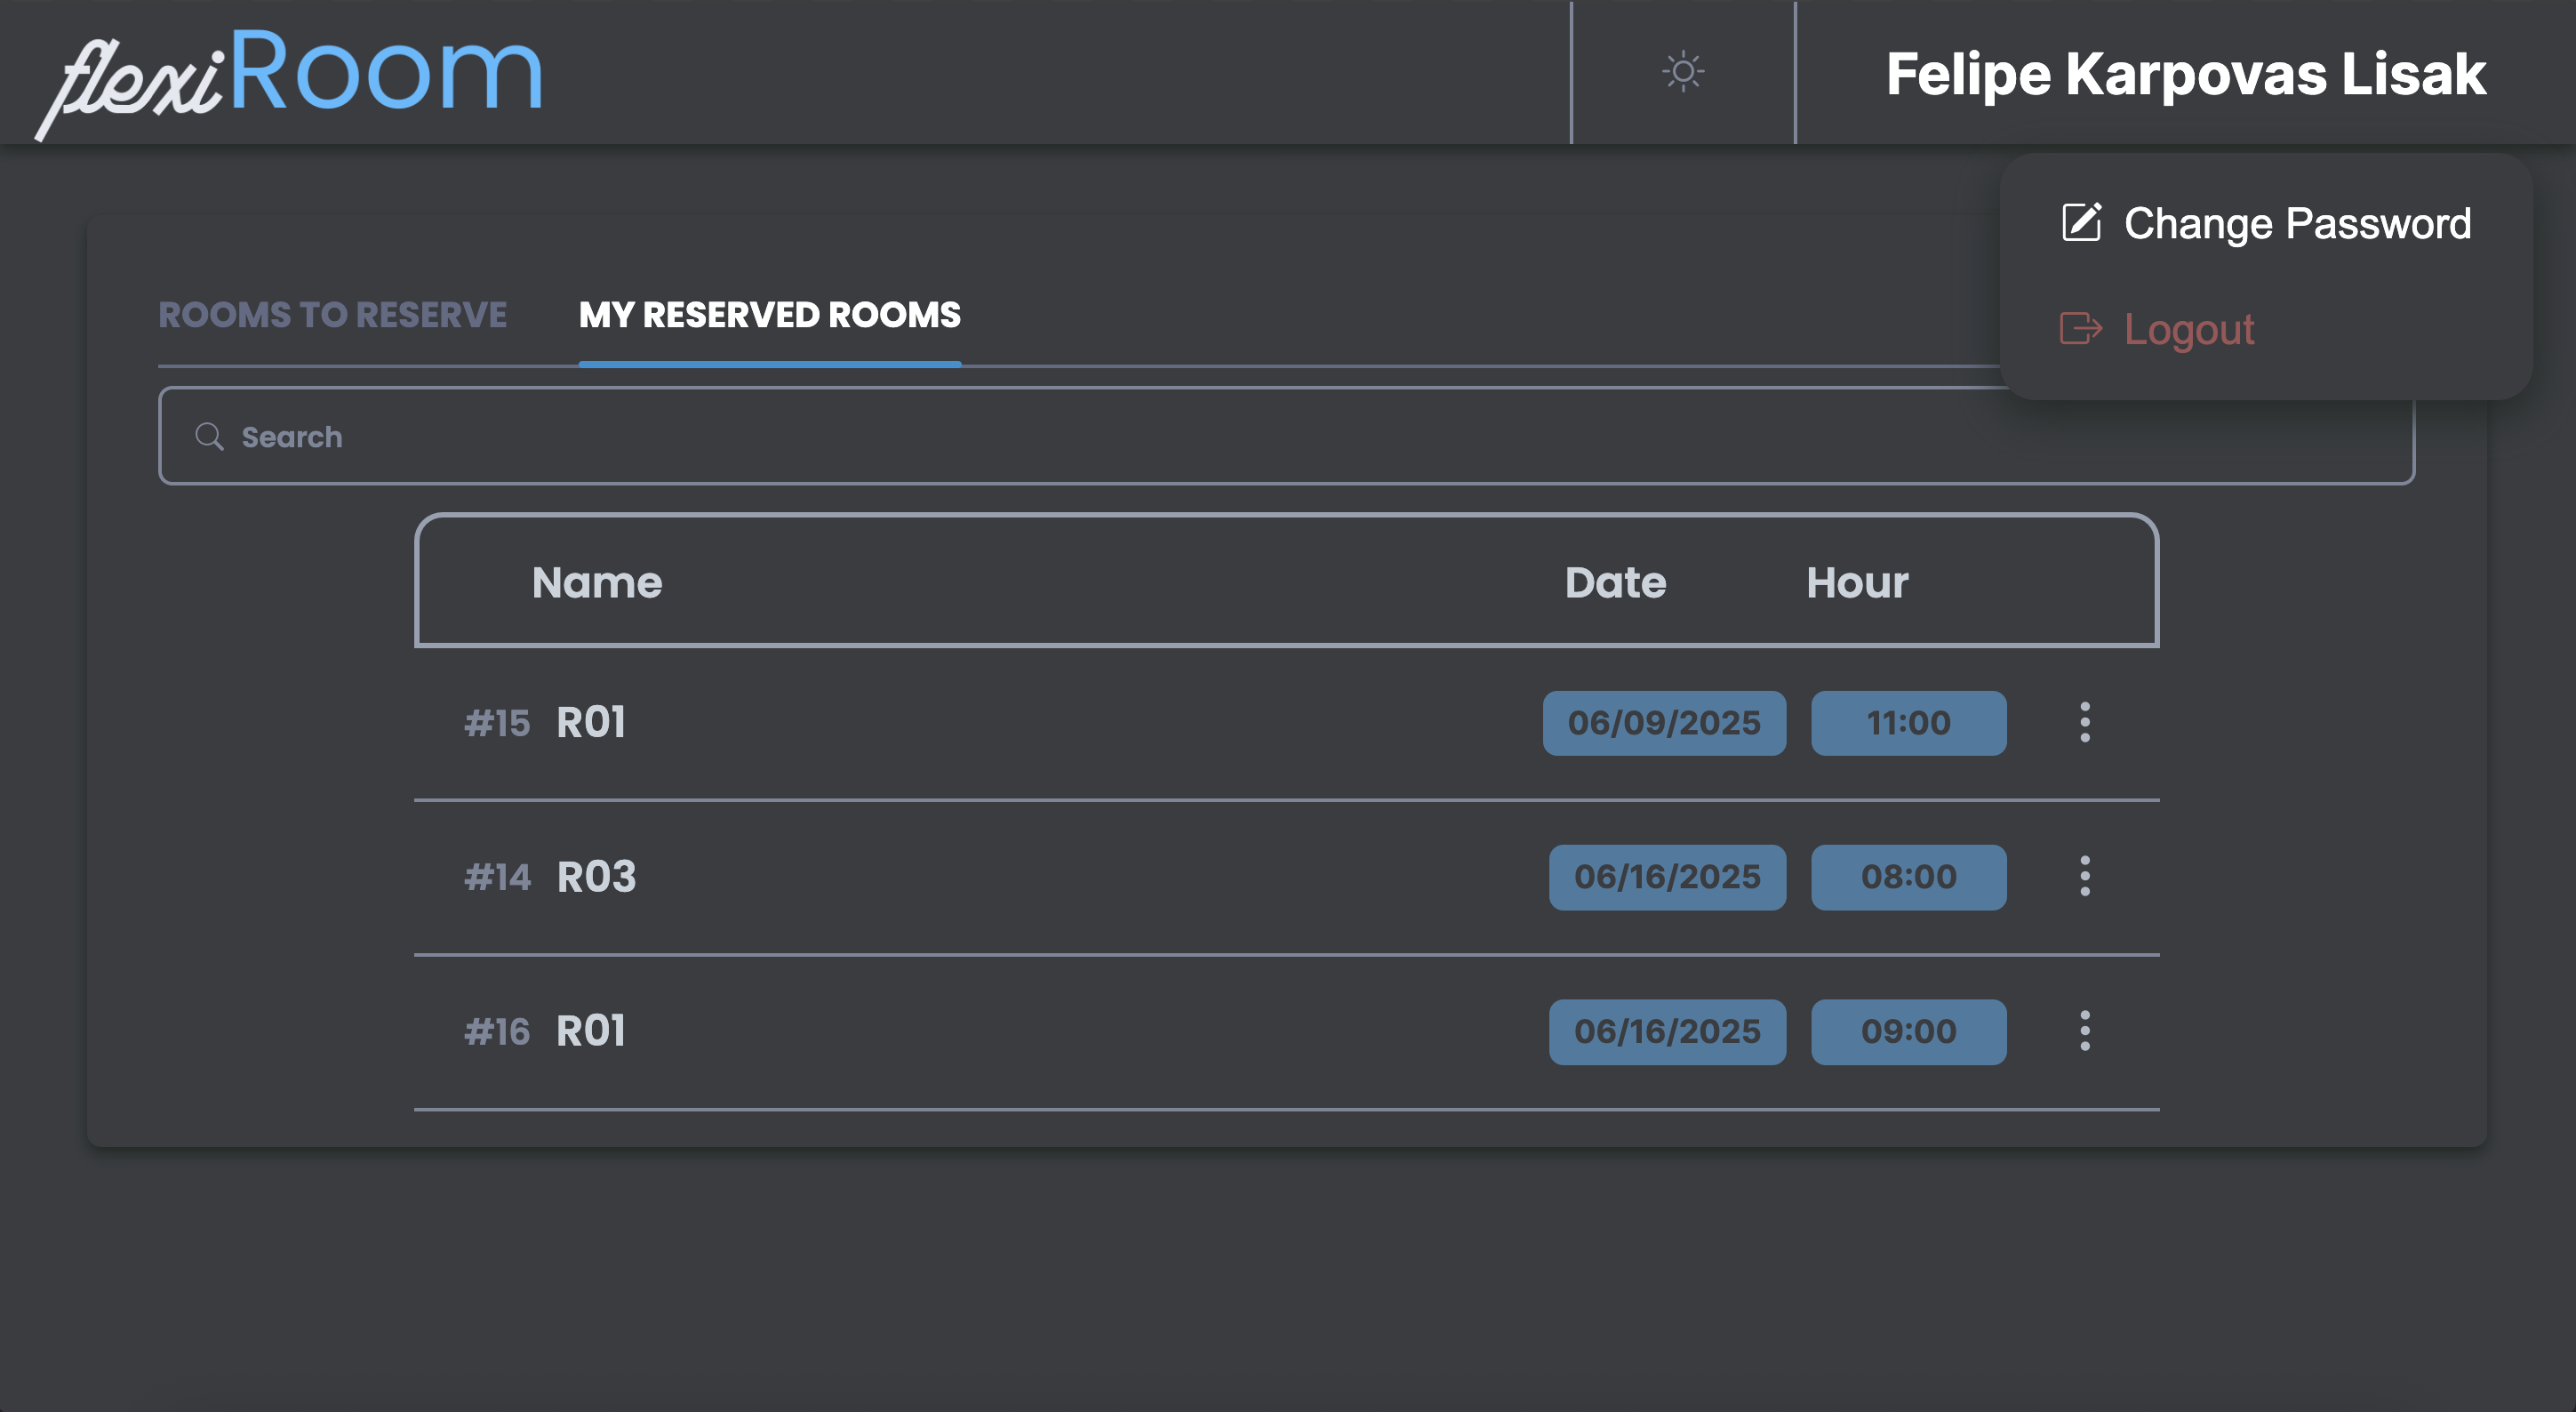 flexiRoom
Felipe Karpovas Lisak
Change Password
Logout
ROOMS TO RESERVE
MY RESERVED ROOMS
Search
Name Date Hour
#15 R01 06/09/2025 11:00
#14 R03 06/16/2025 08:00
#16 R01 06/16/2025 09:00